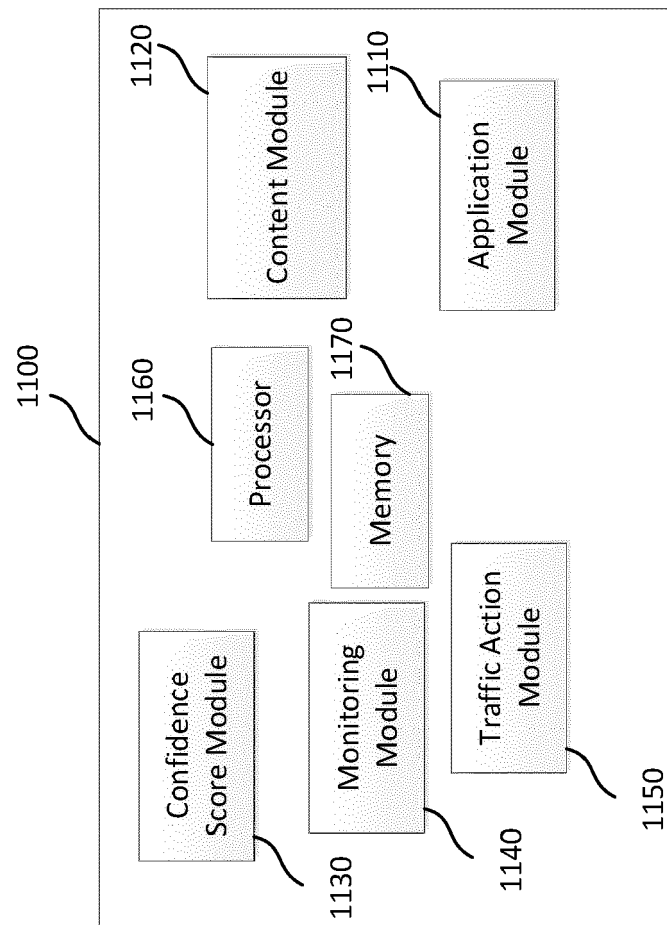 1100
1120
1160
Confidence
Score Module
Processor
Content Module
1130
1170
1110
Monitoring
Module
Memory
1140
Application
Module
Traffic Action
Module
1150